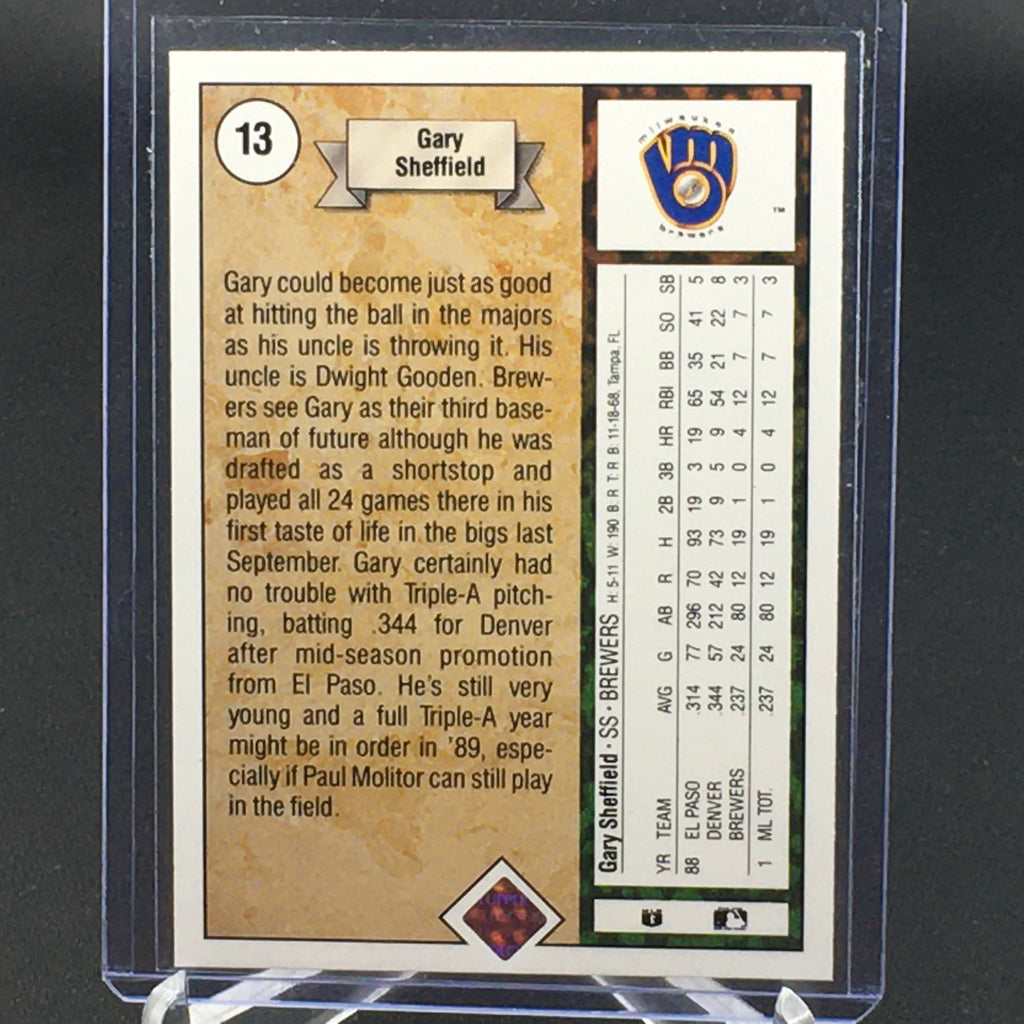 13
Gary
Sheffield
Gary could become just as good
at hitting the ball in the majors
as his uncle is throwing it. His
uncle is Dwight Gooden. Brew-
ers see Gary as their third base-
man of future although he was
drafted as a shortstop and
played all 24 games there in his
first taste of life in the bigs last
September. Gary certainly had
no trouble with Triple-A pitch-
ing, batting .344 for Denver
after mid-season promotion
from El Paso. He's still very
young and a full Triple-A year
might be in order in '89, espe-
cially if Paul Molitor can still play
in the field.
UPPER
milwaukee
brewers
TM
Gary Sheffield · SS · BREWERS H: 5-11 W: 190 B: R T: R B: 11-18-68, Tampa, FL
YR TEAM AVG G AB R H 2B 3B HR RBI BB SO SB
88 EL PASO .314 77 296 70 93 19 3 19 65 35 41 5
DENVER .344 57 212 42 73 9 5 9 54 21 22 8
BREWERS .237 24 80 12 19 1 0 4 12 7 7 3
1 ML TOT. .237 24 80 12 19 1 0 4 12 7 7 3